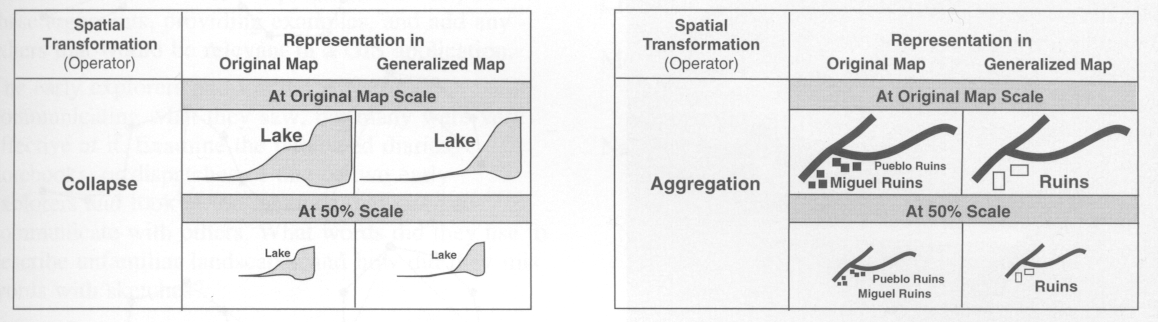 Spatial
Transformation
(Operator)
Representation in
Original Map
Generalized Map
At Original Map Scale
Collapse
Lake
Lake
At 50% Scale
Lake
Lake
Spatial
Transformation
(Operator)
Representation in
Original Map
Generalized Map
At Original Map Scale
Aggregation
Pueblo Ruins
Miguel Ruins
Ruins
At 50% Scale
Pueblo Ruins
Miguel Ruins
Ruins